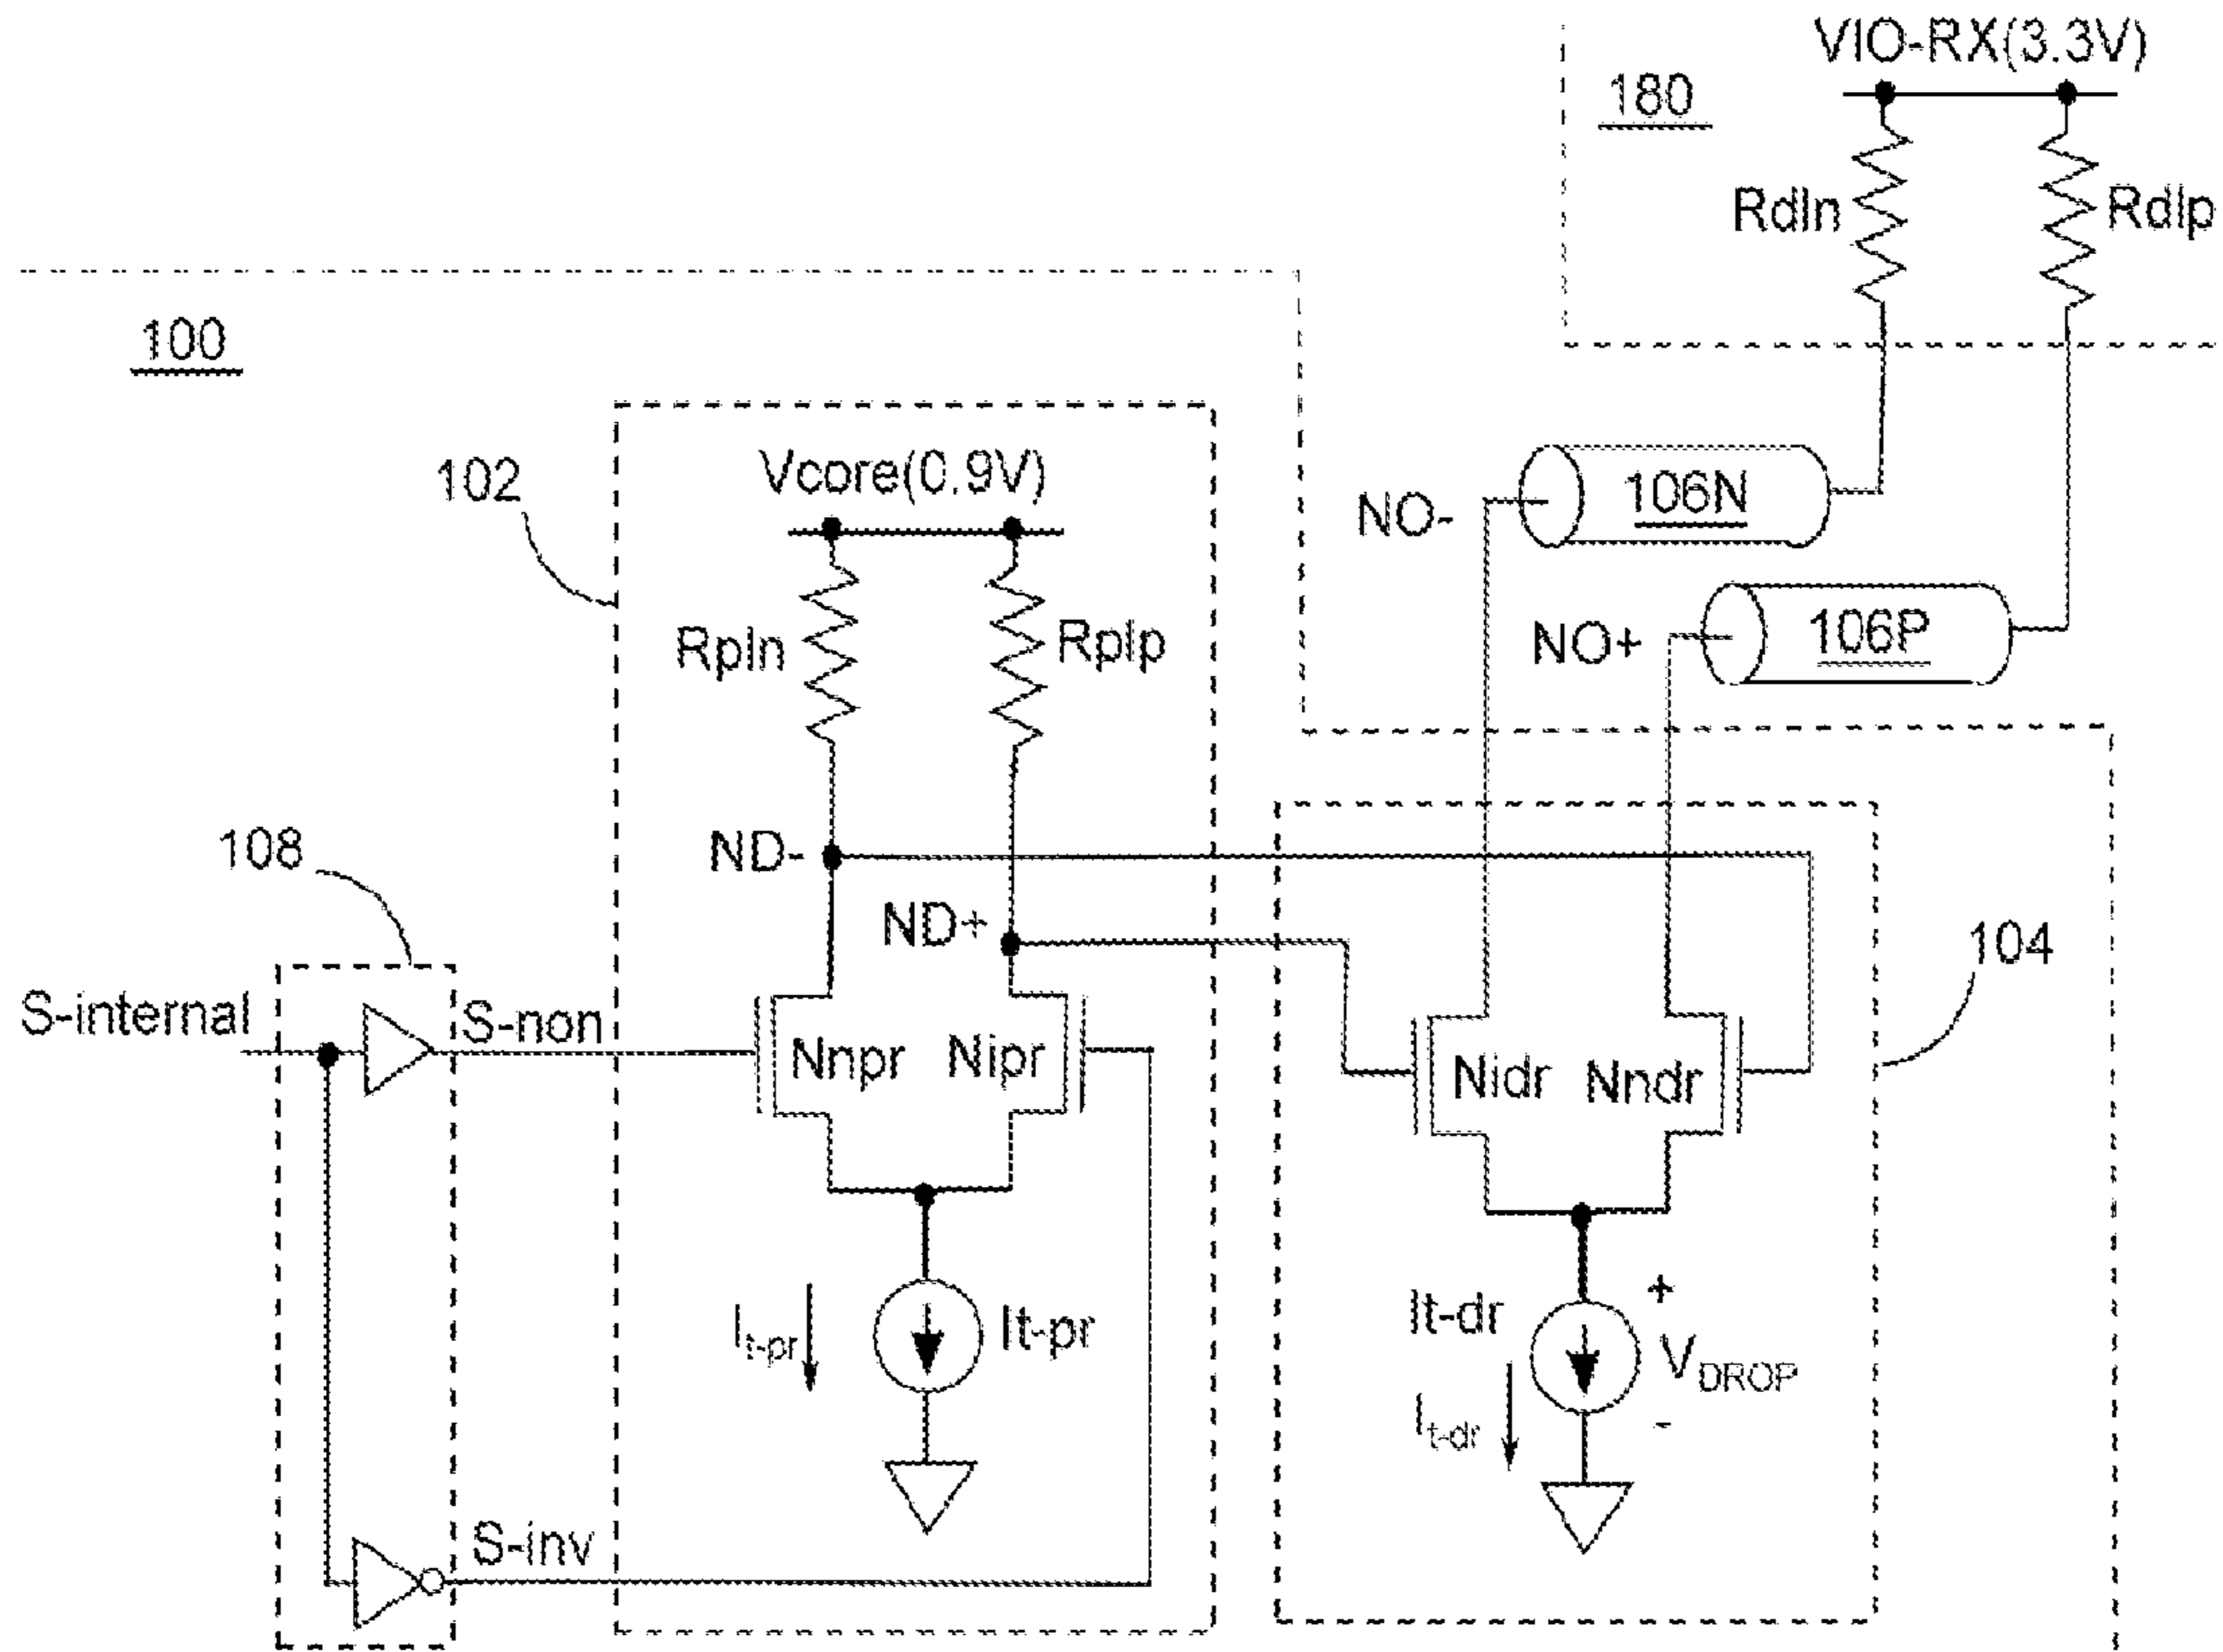 VIO-RX(3.3V)
180
Rdln
Rdlp
100
102
Vcore(0.9V)
NO-
106N
Rpln
Rplp
NO+
106P
108
ND-
ND+
104
S-internal
S-non
Nnpr
Nipr
Nidr
Nndr
It-pr
It-pr
It-dr
+
VDROP
-
It-dr
S-inv